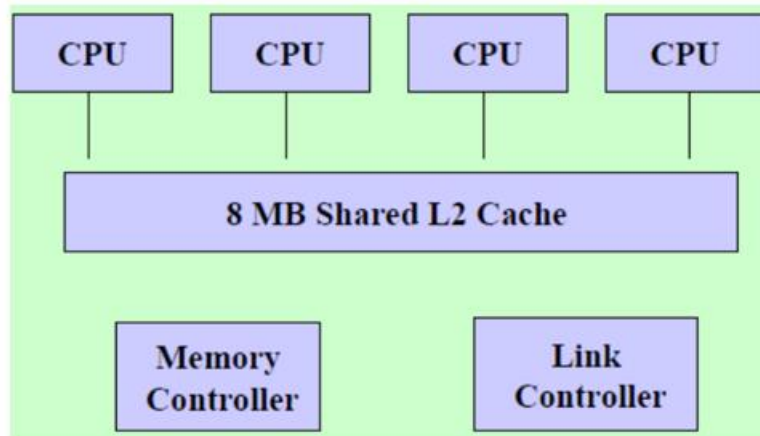 CPU
CPU
CPU
CPU
8 MB Shared L2 Cache
Memory
Controller
Link
Controller